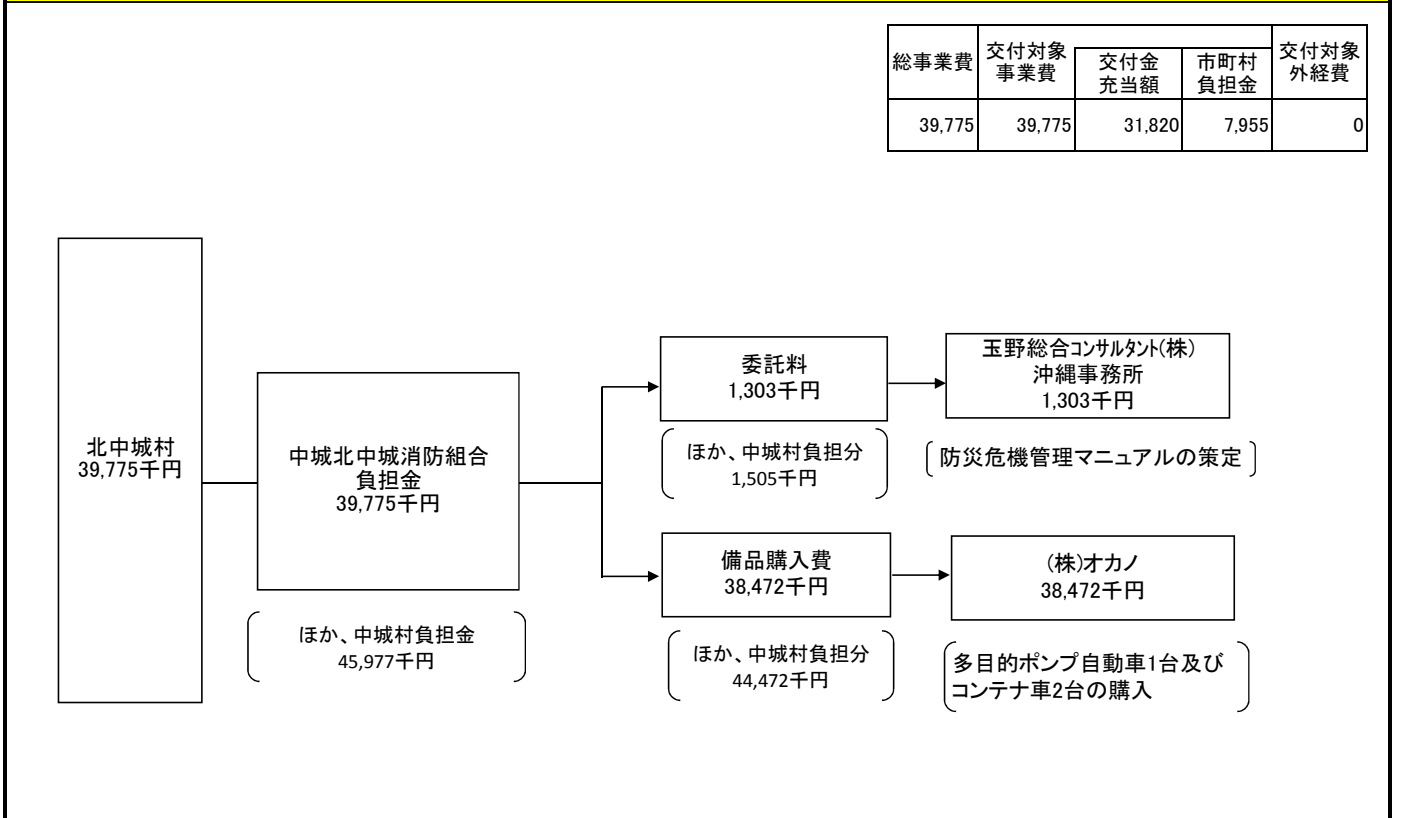 総事業費
交付対象
事業費
交付金
充当額
市町村
負担金
交付対象
外経費
39,775
39,775
31,820
7,955
0
北中城村
39,775千円
中城北中城消防組合
負担金
39,775千円
ほか、中城村負担金
45,977千円
委託料
1,303千円
ほか、中城村負担分
1,505千円
玉野総合コンサルタント(株)
沖縄事務所
1,303千円
防災危機管理マニュアルの策定
備品購入費
38,472千円
ほか、中城村負担分
44,472千円
(株)オカノ
38,472千円
多目的ポンプ自動車1台及び
コンテナ車2台の購入